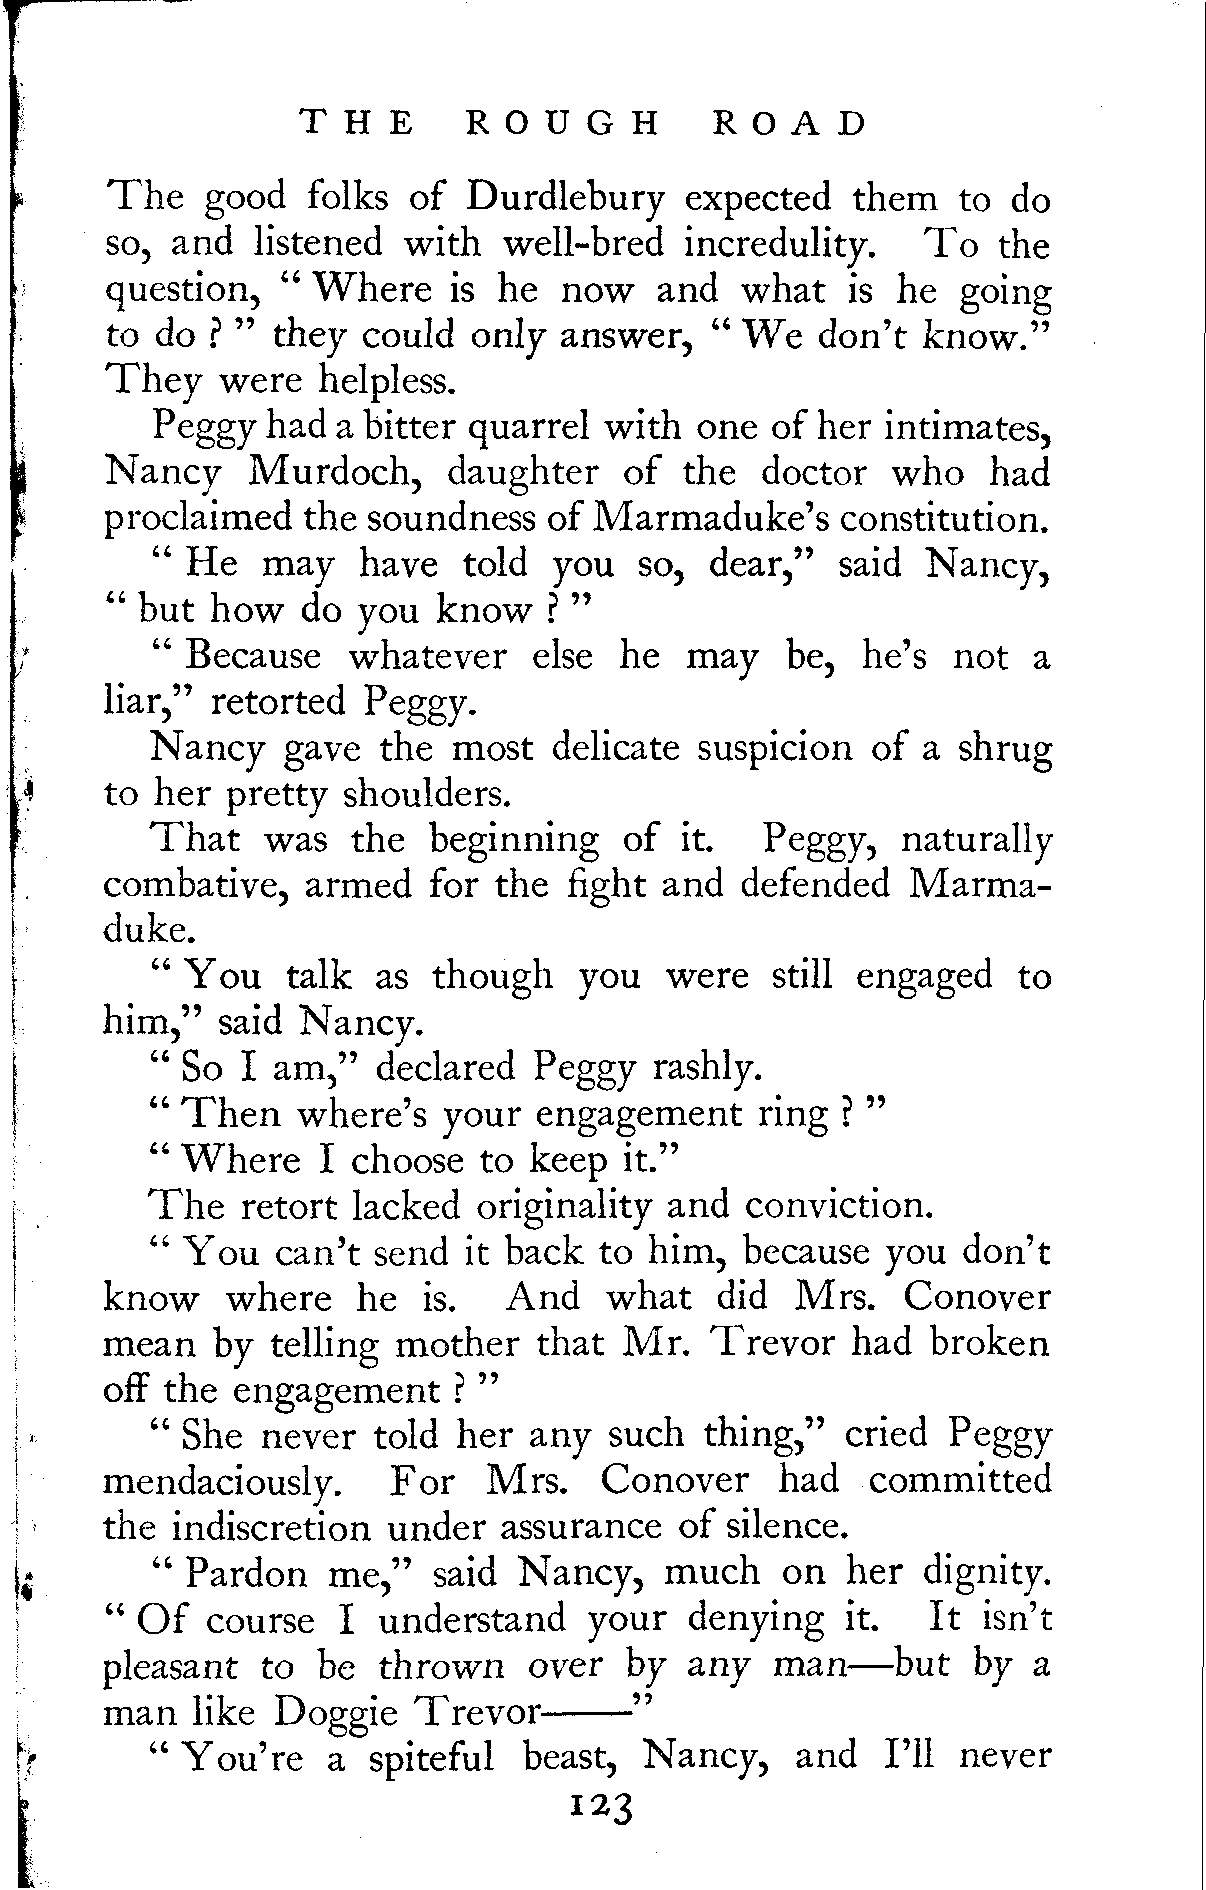 THE ROUGH ROAD
The good folks of Durdlebury expected them to do
so, and listened with well-bred incredulity. To the
question, “ Where is he now and what is he going
to do ? ” they could only answer, “ We don’t know.”
They were helpless.
Peggy had a bitter quarrel with one of her intimates,
Nancy Murdoch, daughter of the doctor who had
proclaimed the soundness of Marmaduke’s constitution.
“ He may have told you so, dear,” said Nancy,
“ but how do you know ? ”
“ Because whatever else he may be, he’s not a
liar,” retorted Peggy.
Nancy gave the most delicate suspicion of a shrug
to her pretty shoulders.
That was the beginning of it. Peggy, naturally
combative, armed for the fight and defended Marma-
duke.
“ You talk as though you were still engaged to
him,” said Nancy.
“ So I am,” declared Peggy rashly.
“ Then where’s your engagement ring ? ”
“ Where I choose to keep it.”
The retort lacked originality and conviction.
“ You can’t send it back to him, because you don’t
know where he is. And what did Mrs. Conover
mean by telling mother that Mr. Trevor had broken
off the engagement ? ”
“ She never told her any such thing,” cried Peggy
mendaciously. For Mrs. Conover had committed
the indiscretion under assurance of silence.
“ Pardon me,” said Nancy, much on her dignity.
“ Of course I understand your denying it. It isn’t
pleasant to be thrown over by any man—but by a
man like Doggie Trevor——”
“ You’re a spiteful beast, Nancy, and I’ll never
123